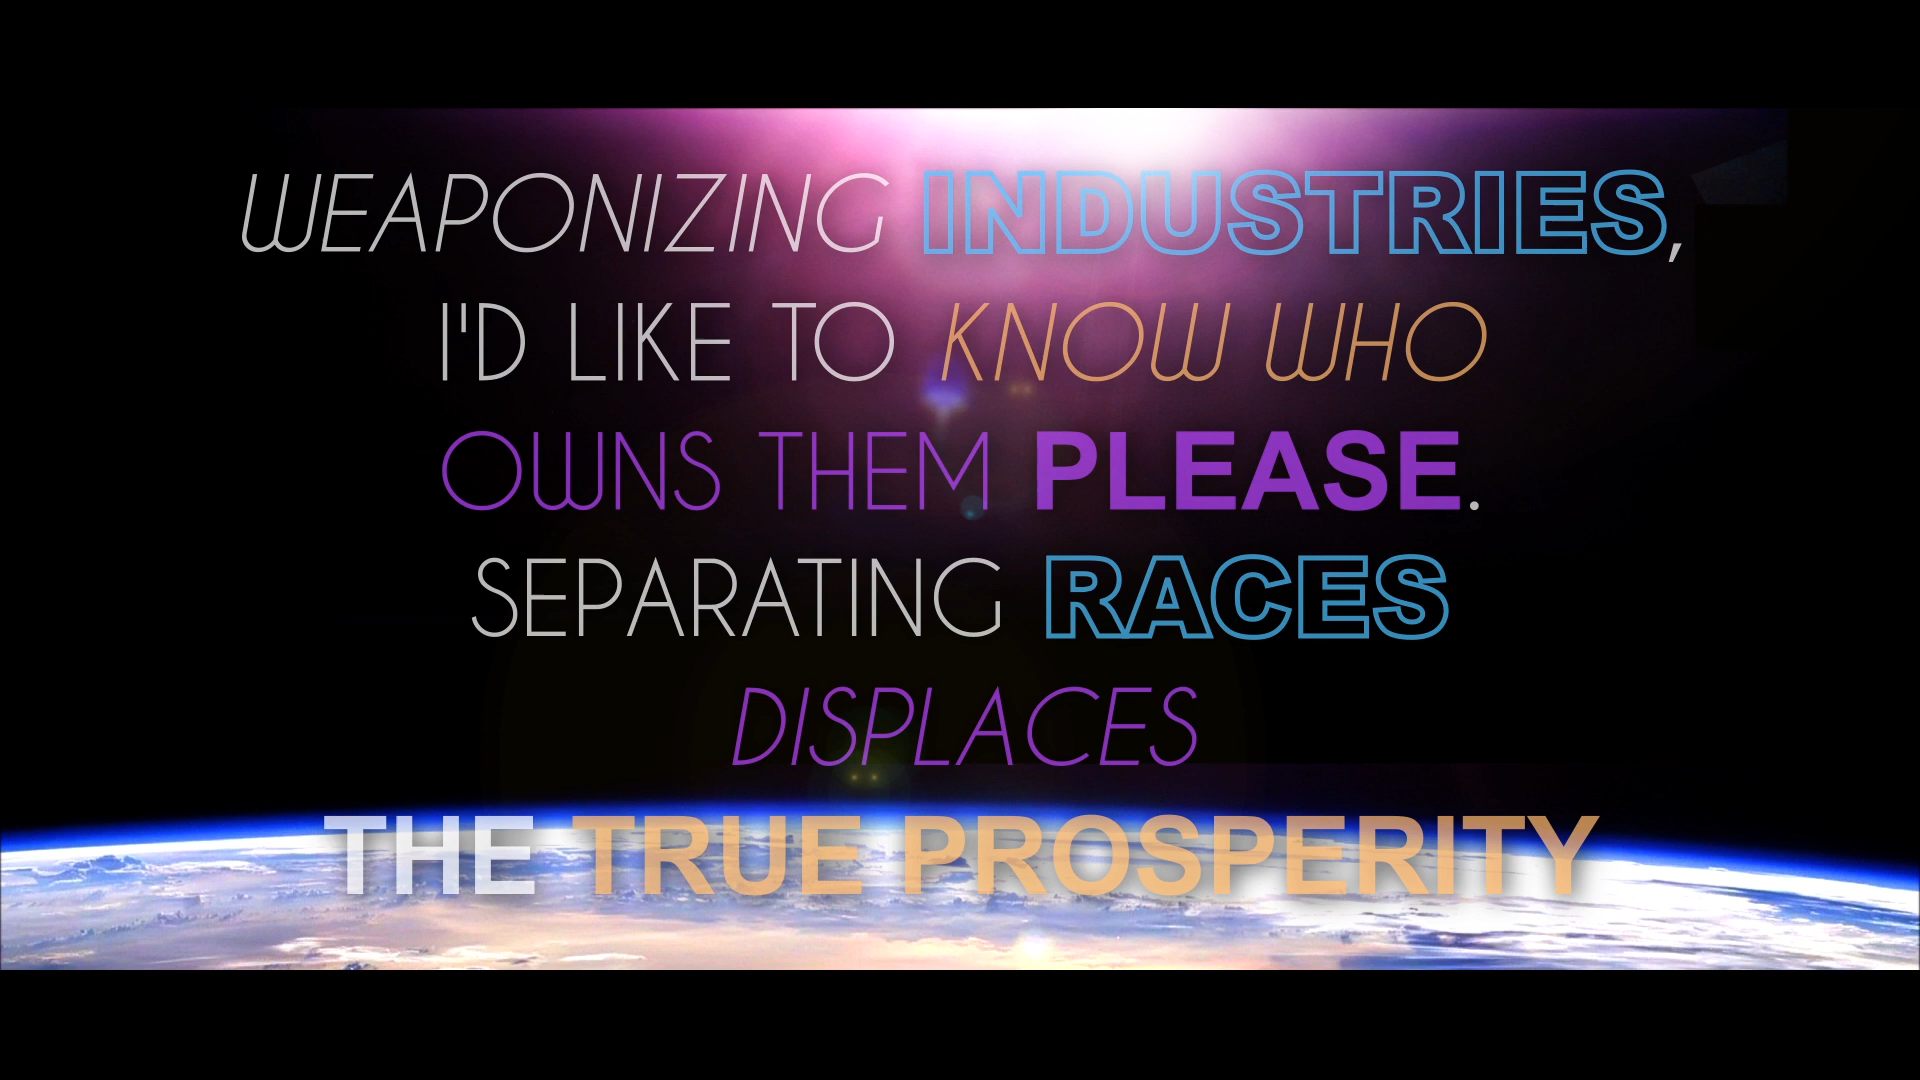 WEAPONIZING INDUSTRIES,
I'D LIKE TO KNOW WHO
OWNS THEM PLEASE.
SEPARATING RACES
DISPLACES
THE TRUE PROSPERITY